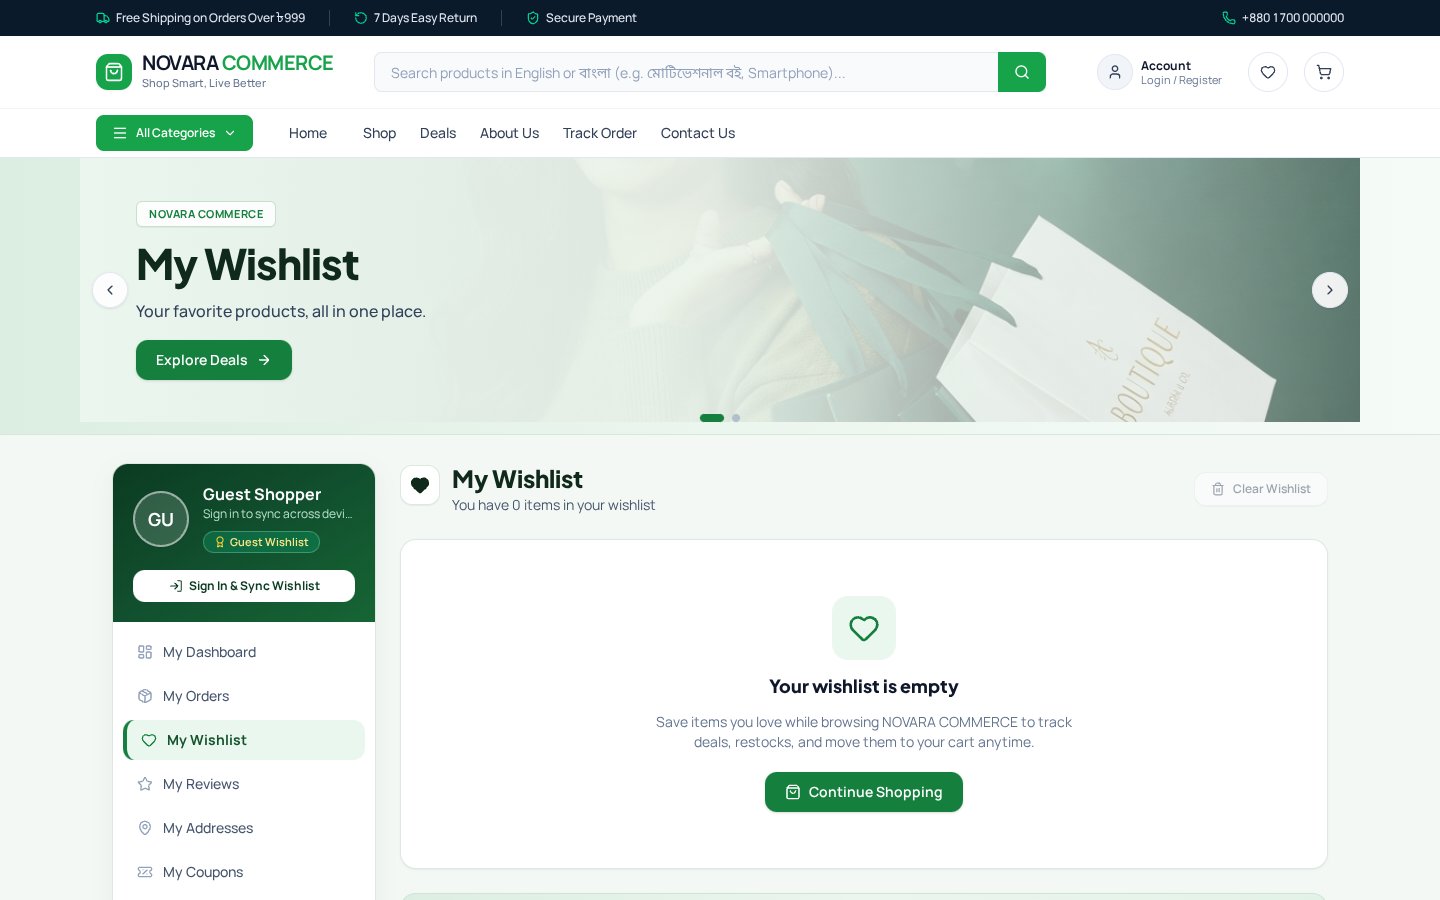 Free Shipping on Orders Over ৳999
7 Days Easy Return
Secure Payment
+880 1700 000000
NOVARA COMMERCE
Shop Smart, Live Better
Search products in English or বাংলা (e.g. মোটিভেশনাল বই, Smartphone)...
Account
Login / Register
All Categories
Home
Shop
Deals
About Us
Track Order
Contact Us
NOVARA COMMERCE
My Wishlist
Your favorite products, all in one place.
Explore Deals
BOUTIQUE
GU
Guest Shopper
Sign in to sync across devi...
Guest Wishlist
Sign In & Sync Wishlist
My Dashboard
My Orders
My Wishlist
My Reviews
My Addresses
My Coupons
My Wishlist
You have 0 items in your wishlist
Clear Wishlist
Your wishlist is empty
Save items you love while browsing NOVARA COMMERCE to track
deals, restocks, and move them to your cart anytime.
Continue Shopping